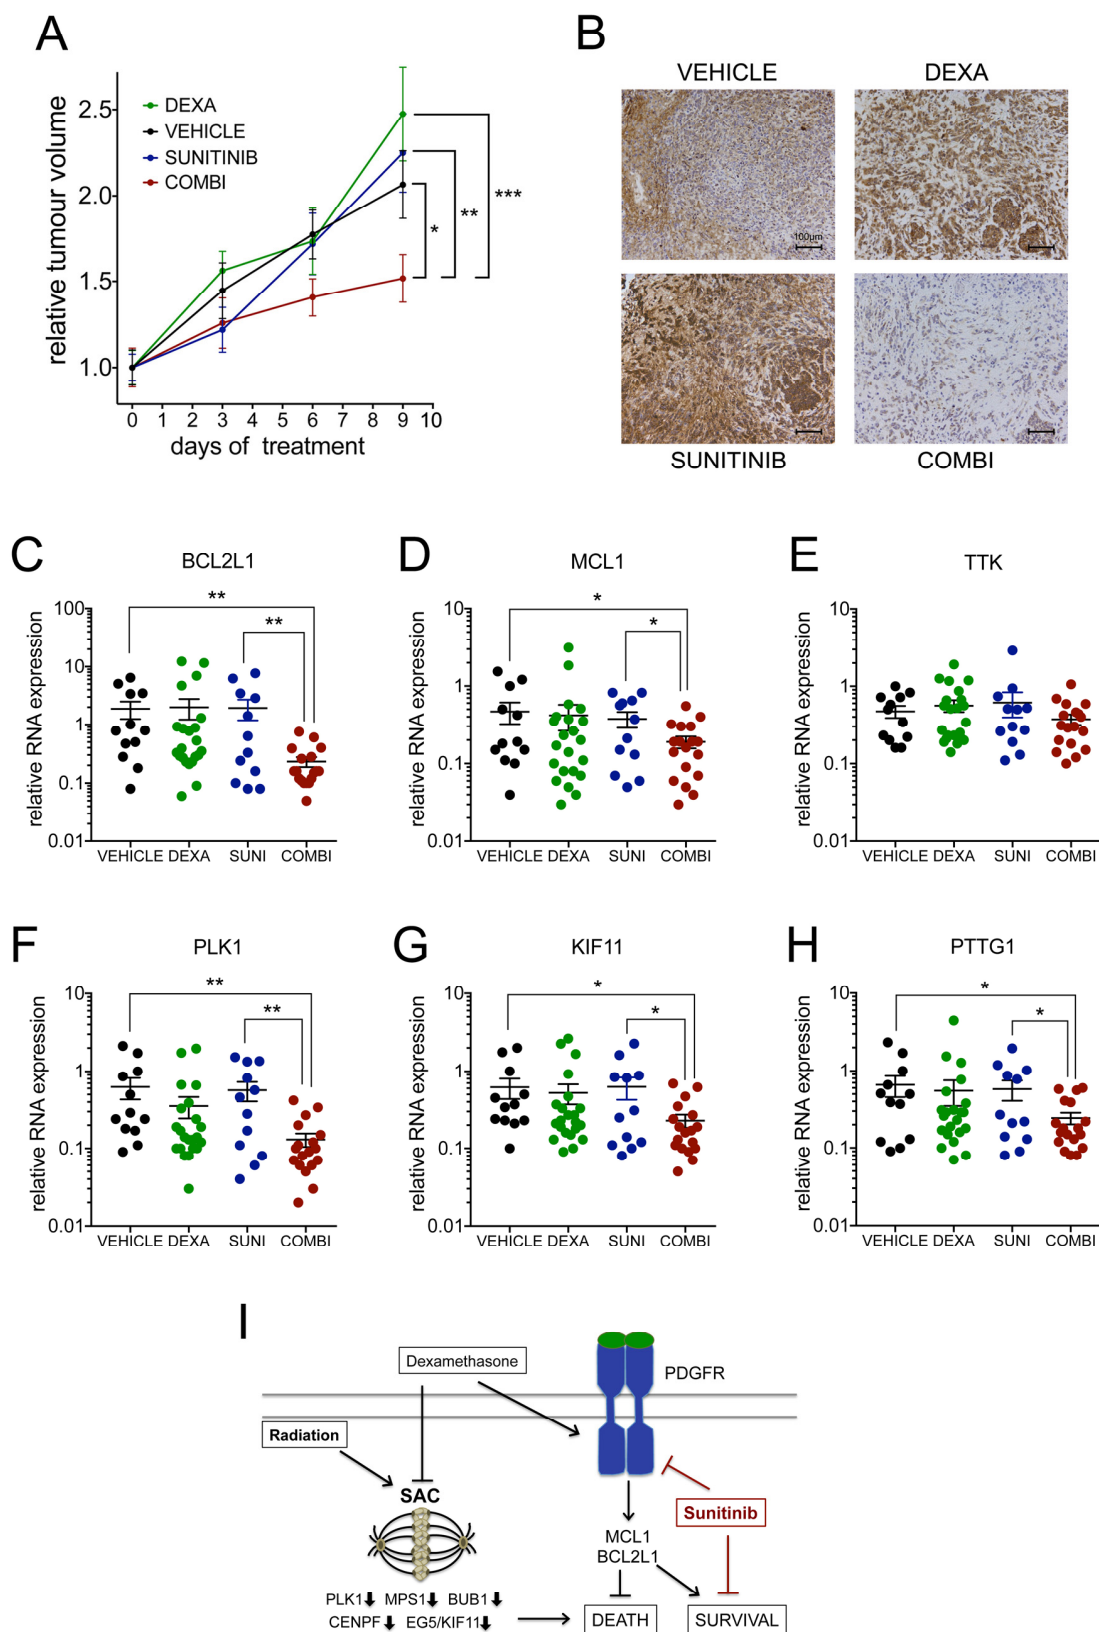 A
relative tumour volume
2.5
2.0
1.5
1.0
DEXA
VEHICLE
SUNITINIB
COMBI
*
**
***
0 1 2 3 4 5 6 7 8 9 10
days of treatment
B
VEHICLE
DEXA
100µm
SUNITINIB
COMBI
C
BCL2L1
relative RNA expression
100
10
1
0.1
0.01
**
**
VEHICLE DEXA SUNI COMBI
D
MCL1
relative RNA expression
10
1
0.1
0.01
*
*
VEHICLE DEXA SUNI COMBI
E
TTK
relative RNA expression
10
1
0.1
0.01
VEHICLE DEXA SUNI COMBI
F
PLK1
relative RNA expression
10
1
0.1
0.01
**
**
VEHICLE DEXA SUNI COMBI
G
KIF11
relative RNA expression
10
1
0.1
0.01
*
*
VEHICLE DEXA SUNI COMBI
H
PTTG1
relative RNA expression
10
1
0.1
0.01
*
*
VEHICLE DEXA SUNI COMBI
I
Dexamethasone
PDGFR
Radiation
SAC
Sunitinib
MCL1
BCL2L1
PLK1 MPS1 BUB1
CENPF EG5/KIF11
DEATH
SURVIVAL